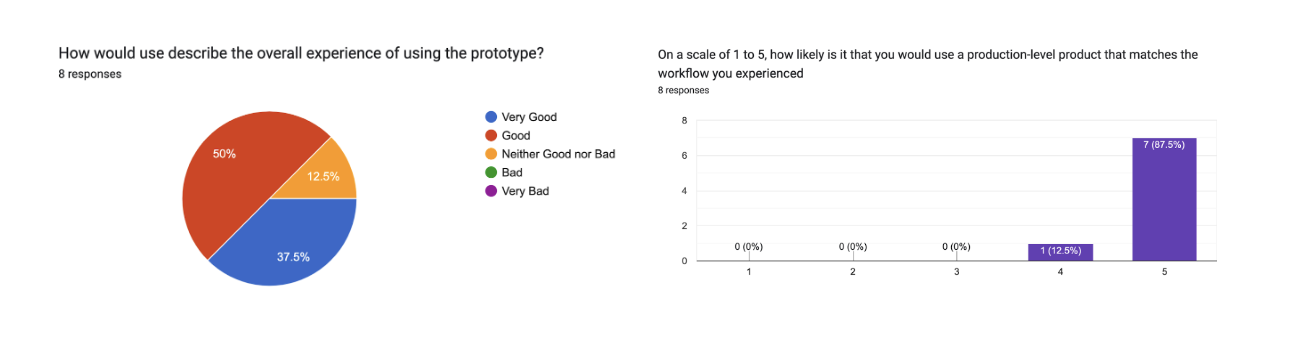 How would use describe the overall experience of using the prototype?
8 responses
50%
12.5%
37.5%
Very Good
Good
Neither Good nor Bad
Bad
Very Bad
On a scale of 1 to 5, how likely is it that you would use a production-level product that matches the
workflow you experienced
8 responses
8
6
4
2
0
0 (0%)
0 (0%)
0 (0%)
1 (12.5%)
7 (87.5%)
1
2
3
4
5